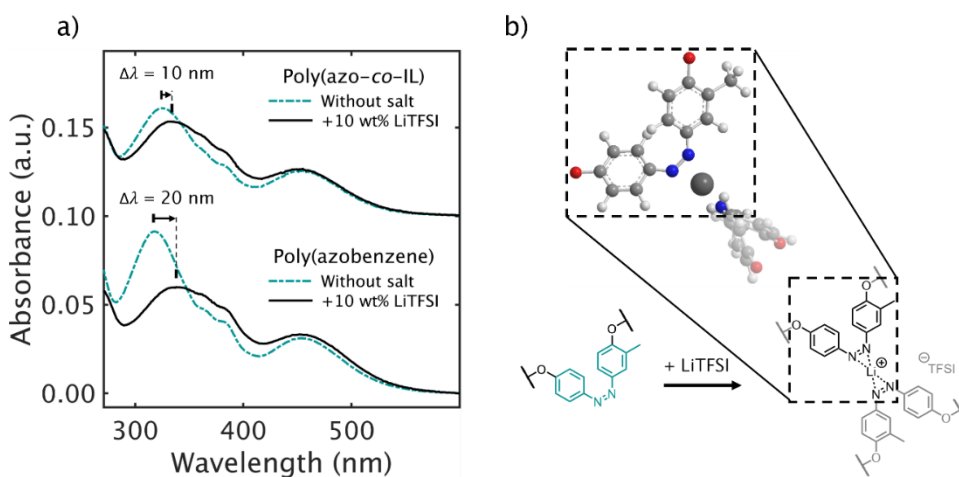 a)
Δλ = 10 nm
Poly(azo-co-IL)
Without salt
+10 wt% LiTFSI
0.15
0.10
Δλ = 20 nm
Poly(azobenzene)
Without salt
+10 wt% LiTFSI
0.05
0.00
Absorbance (a.u.)
300
400
500
Wavelength (nm)
b)
O
O
N
N
+ LiTFSI
O
O
N
N
Li
⊕
⊖
TFSI
N
N
O
O